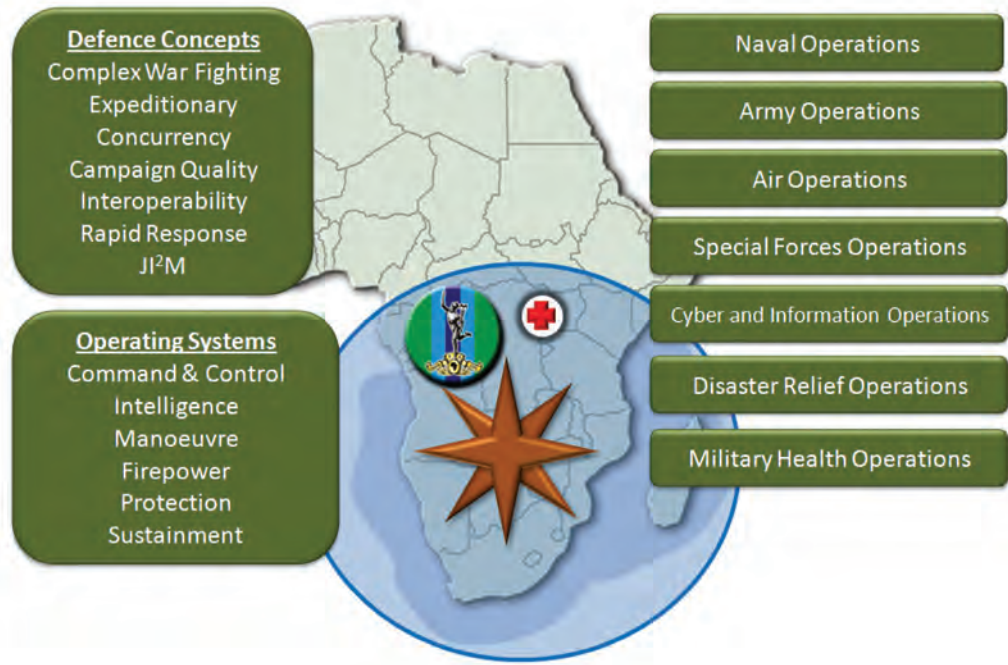 Defence Concepts
Complex War Fighting
Expeditionary
Concurrency
Campaign Quality
Interoperability
Rapid Response
JI²M
Operating Systems
Command & Control
Intelligence
Manoeuvre
Firepower
Protection
Sustainment
Naval Operations
Army Operations
Air Operations
Special Forces Operations
Cyber and Information Operations
Disaster Relief Operations
Military Health Operations